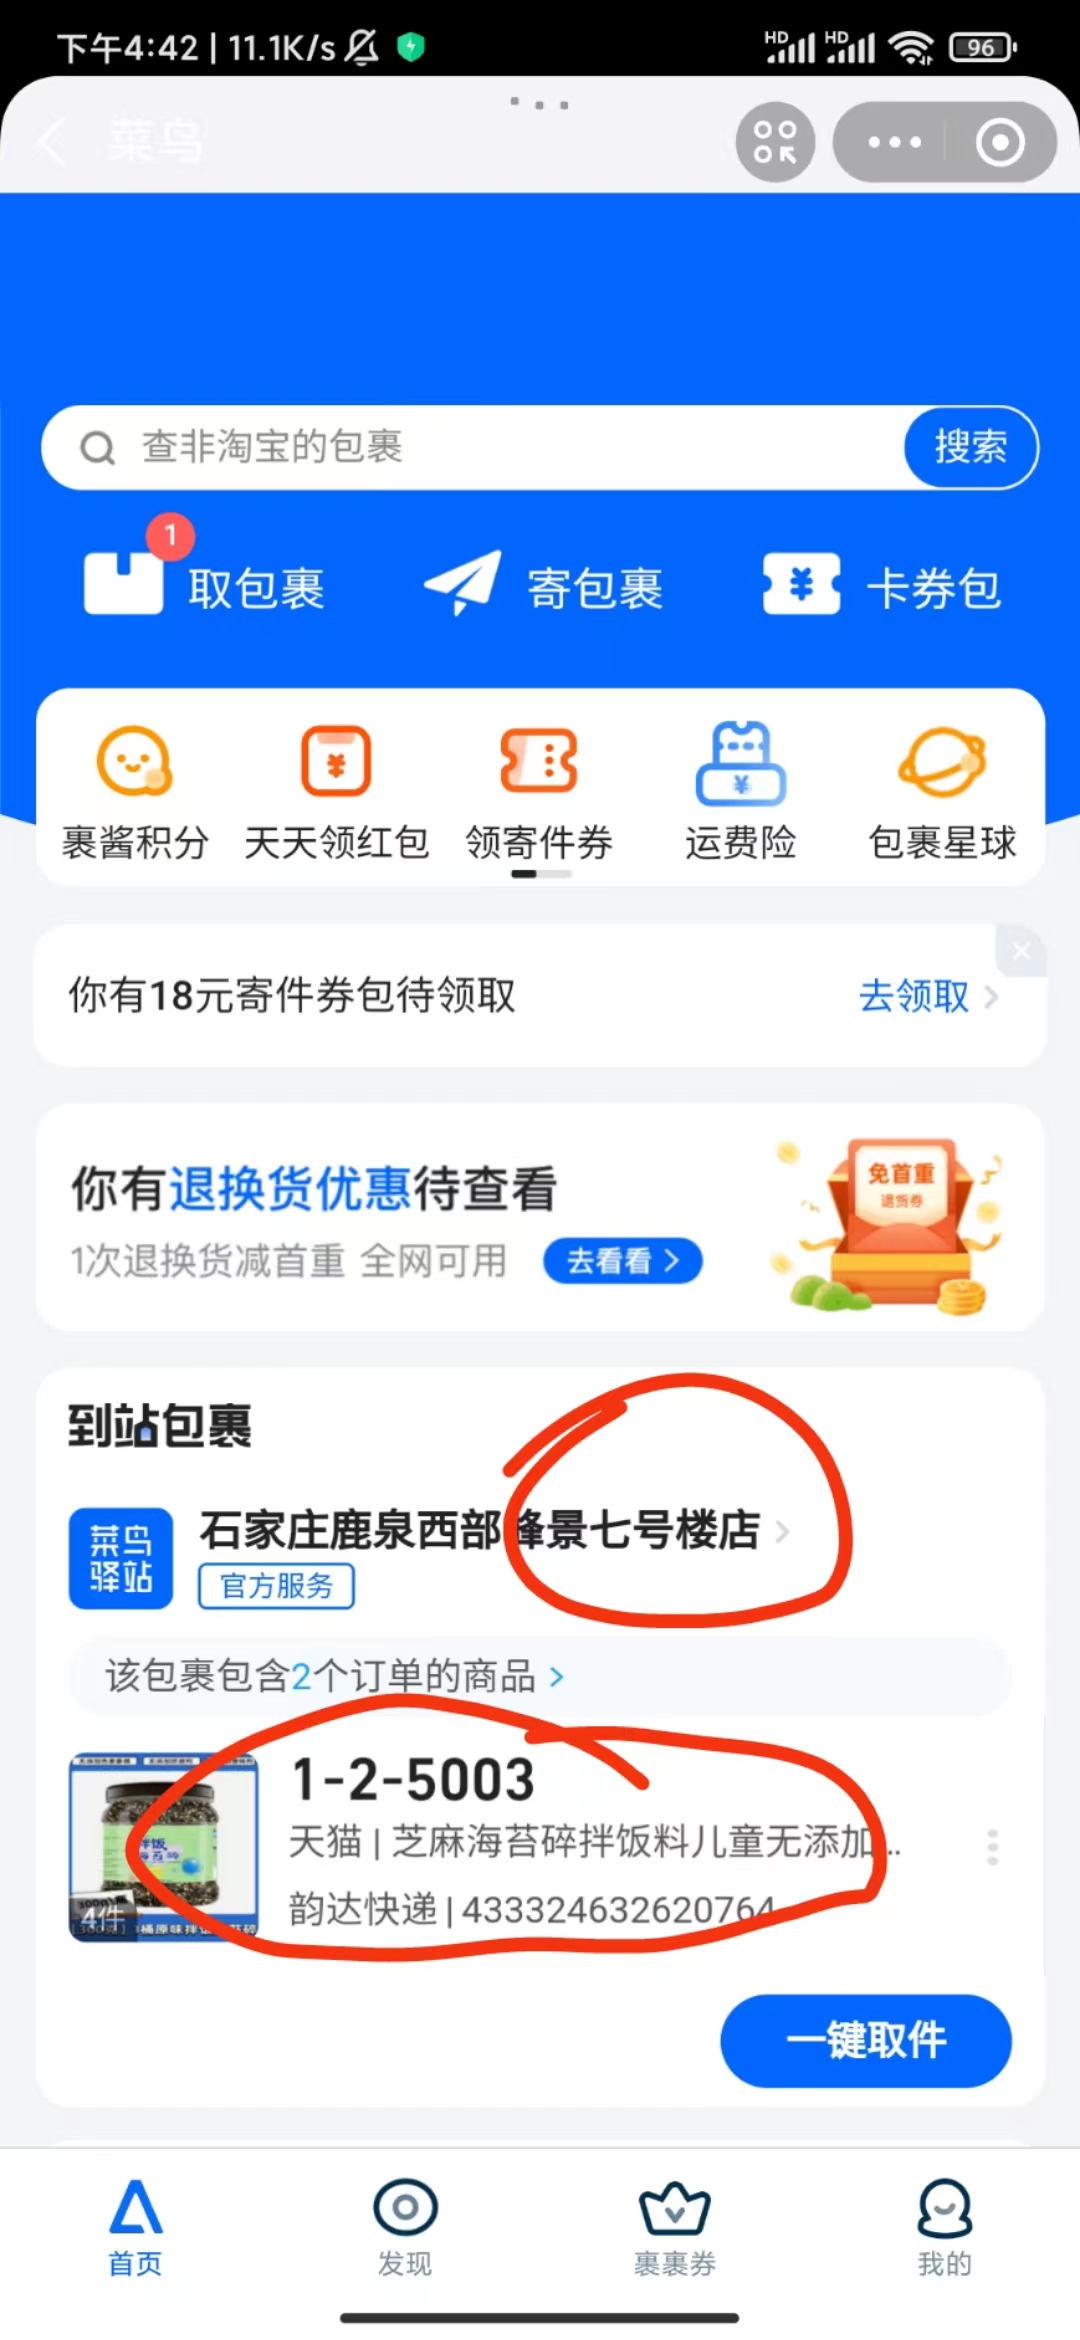 下午4:42 | 11.1K/s
HD HD 96
菜鸟
查非淘宝的包裹 搜索
1
取包裹 寄包裹 卡券包
裹酱积分 天天领红包 领寄件券 运费险 包裹星球
你有18元寄件券包待领取 去领取
免首重
退货券
你有退换货优惠待查看
1次退换货减首重 全网可用 去看看
到站包裹
菜鸟
驿站
石家庄鹿泉西部峰景七号楼店
官方服务
该包裹包含2个订单的商品
1-2-5003
天猫 | 芝麻海苔碎拌饭料儿童无添加...
韵达快递 | 433324632620764
4件
一键取件
首页 发现 裹裹券 我的